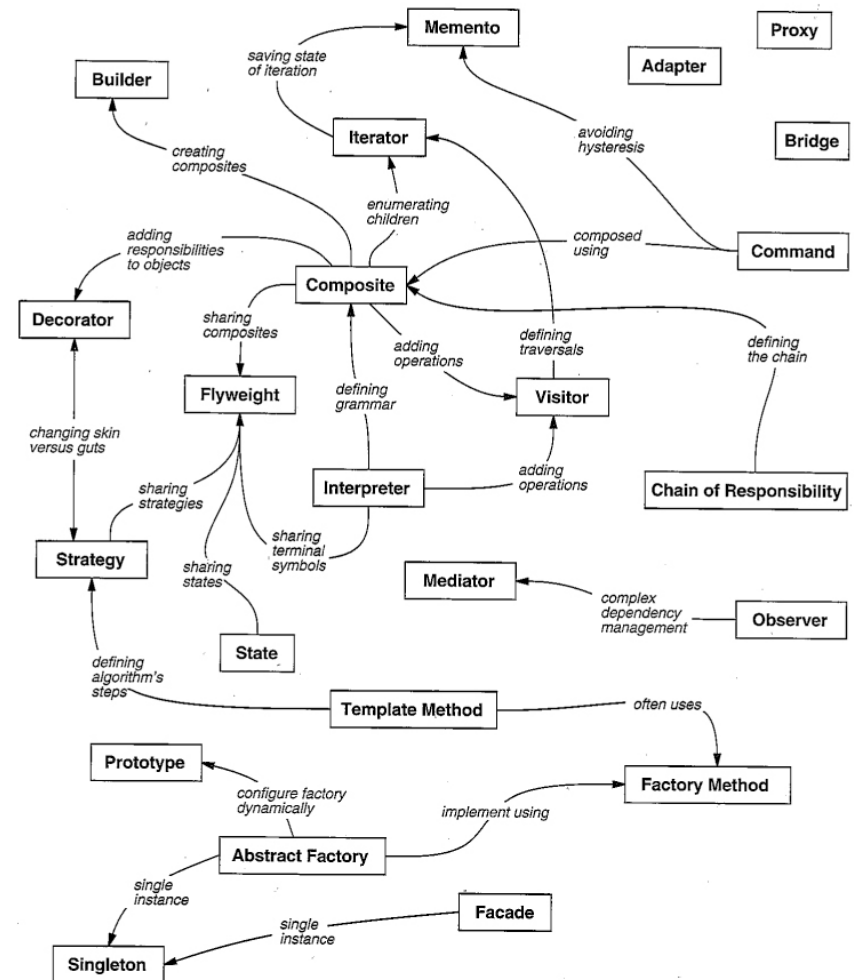 Memento
Proxy
saving state
of iteration
Adapter
Builder
Iterator
avoiding
hysteresis
Bridge
creating
composites
enumerating
children
adding
responsibilities
to objects
composed
using
Command
Composite
Decorator
sharing
composites
adding
operations
defining
traversals
defining
the chain
Flyweight
defining
grammar
Visitor
changing skin
versus guts
adding
operations
Interpreter
Chain of Responsibility
sharing
strategies
sharing
terminal
symbols
Strategy
sharing
states
Mediator
complex
dependency
management
Observer
State
defining
algorithm's
steps
Template Method
often uses
Prototype
configure factory
dynamically
Factory Method
implement using
Abstract Factory
single
instance
Facade
single
instance
Singleton